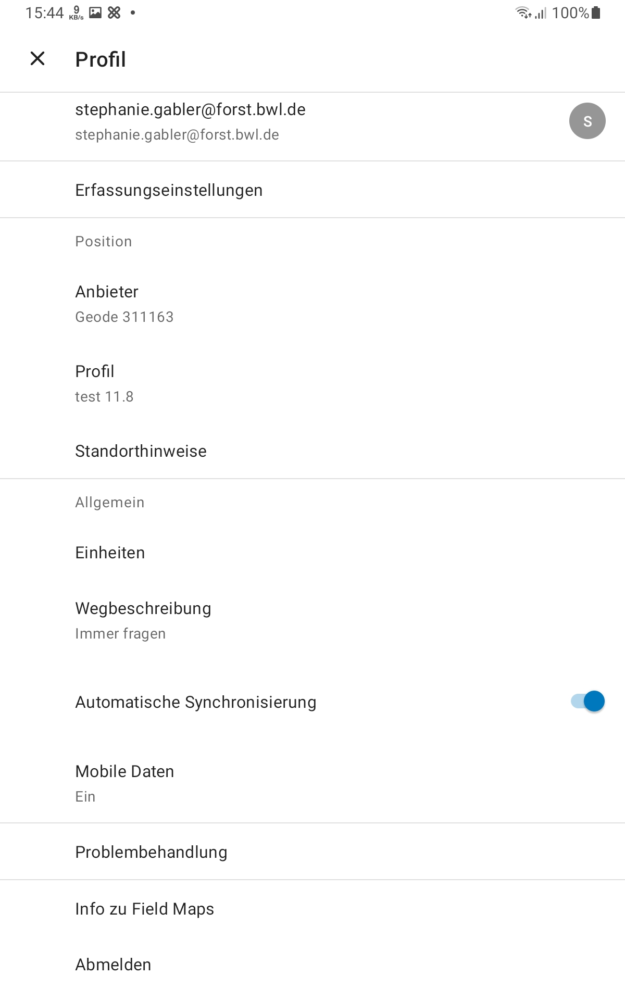 15:44 9 KB/s 100%
Profil
stephanie.gabler@forst.bwl.de
stephanie.gabler@forst.bwl.de
S
Erfassungseinstellungen
Position
Anbieter
Geode 311163
Profil
test 11.8
Standorthinweise
Allgemein
Einheiten
Wegbeschreibung
Immer fragen
Automatische Synchronisierung
Mobile Daten
Ein
Problembehandlung
Info zu Field Maps
Abmelden